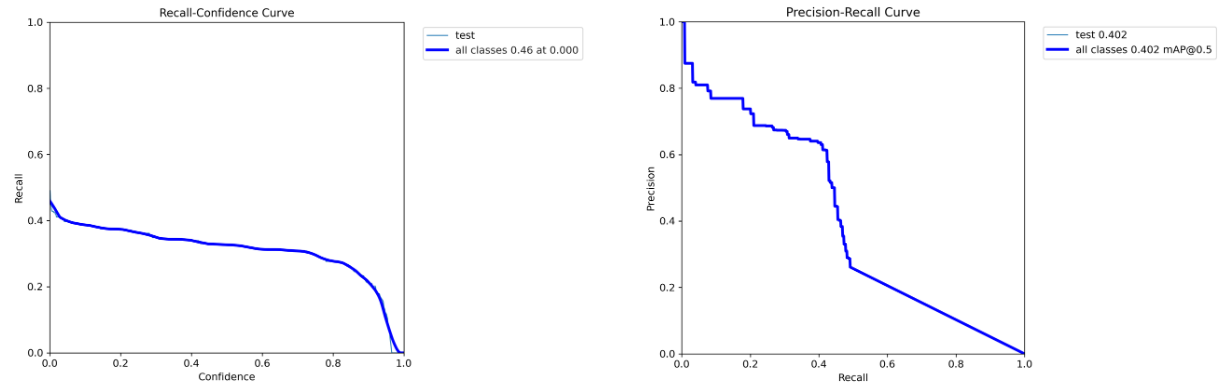 Recall-Confidence Curve
test
all classes 0.46 at 0.000
Recall
1.0
0.8
0.6
0.4
0.2
0.0
0.0 0.2 0.4 0.6 0.8 1.0
Confidence
Precision-Recall Curve
test 0.402
all classes 0.402 mAP@0.5
Precision
1.0
0.8
0.6
0.4
0.2
0.0
0.0 0.2 0.4 0.6 0.8 1.0
Recall